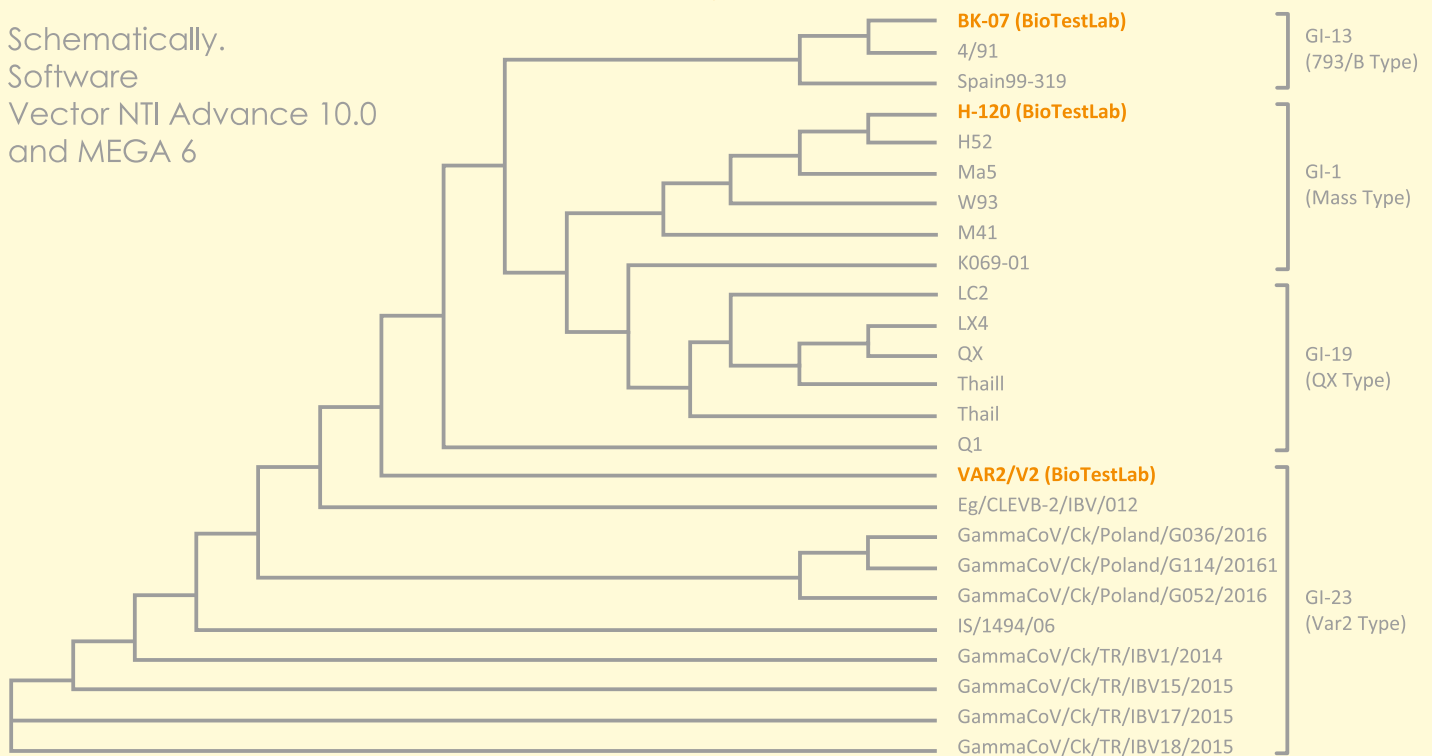 Schematically.
Software
Vector NTI Advance 10.0
and MEGA 6
BK-07 (BioTestLab)
4/91
Spain99-319
GI-13
(793/B Type)
H-120 (BioTestLab)
H52
Ma5
W93
M41
K069-01
GI-1
(Mass Type)
LC2
LX4
QX
Thaill
Thail
Q1
GI-19
(QX Type)
VAR2/V2 (BioTestLab)
Eg/CLEVB-2/IBV/012
GammaCoV/Ck/Poland/G036/2016
GammaCoV/Ck/Poland/G114/20161
GammaCoV/Ck/Poland/G052/2016
IS/1494/06
GammaCoV/Ck/TR/IBV1/2014
GammaCoV/Ck/TR/IBV15/2015
GammaCoV/Ck/TR/IBV17/2015
GammaCoV/Ck/TR/IBV18/2015
GI-23
(Var2 Type)